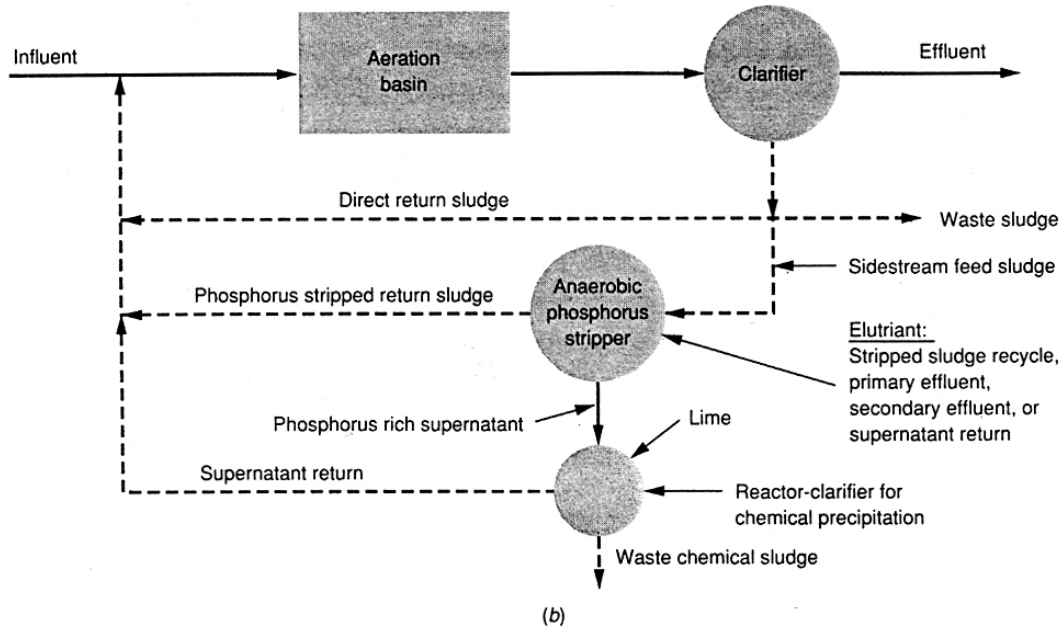 Influent
Aeration
basin
Clarifier
Effluent
Direct return sludge
Waste sludge
Sidestream feed sludge
Phosphorus stripped return sludge
Anaerobic
phosphorus
stripper
Elutriant:
Stripped sludge recycle,
primary effluent,
secondary effluent, or
supernatant return
Phosphorus rich supernatant
Lime
Supernatant return
Reactor-clarifier for
chemical precipitation
Waste chemical sludge
(b)